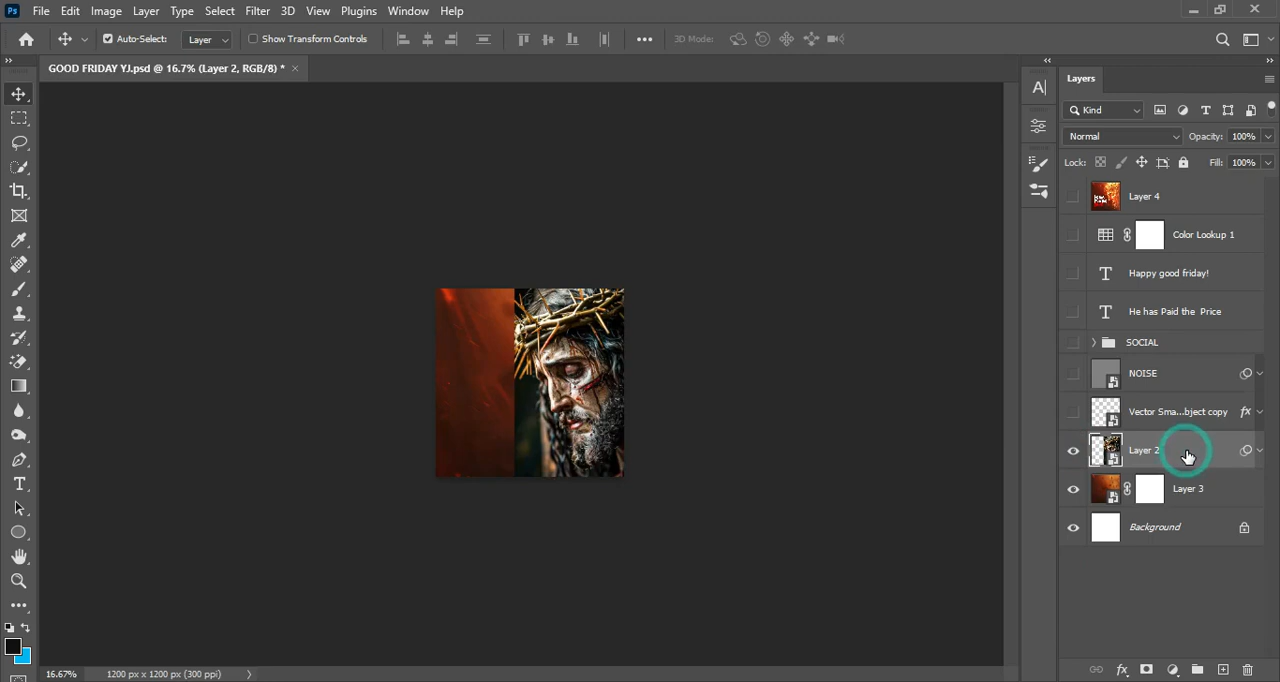 Ps File Edit Image Layer Type Select Filter 3D View Plugins Window Help
Auto-Select: Layer Show Transform Controls 3D Mode:
GOOD FRIDAY YJ.psd @ 16.7% (Layer 2, RGB/8) *
Layers
Kind
Normal Opacity: 100%
Lock: Fill: 100%
Layer 4
Color Lookup 1
T Happy good friday!
T He has Paid the Price
SOCIAL
NOISE
Vector Sma...bject copy fx
Layer 2
Layer 3
Background
16.67% 1200 px x 1200 px (300 ppi)
fx